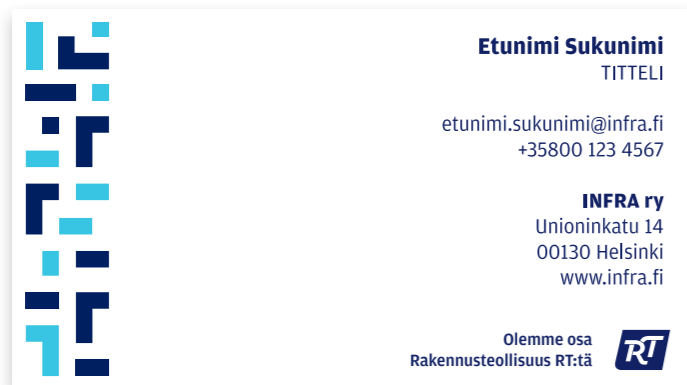 Etunimi Sukunimi
TITTELI
etunimi.sukunimi@infra.fi
+35800 123 4567
INFRA ry
Unioninkatu 14
00130 Helsinki
www.infra.fi
Olemme osa
Rakennusteollisuus RT:tä
RT